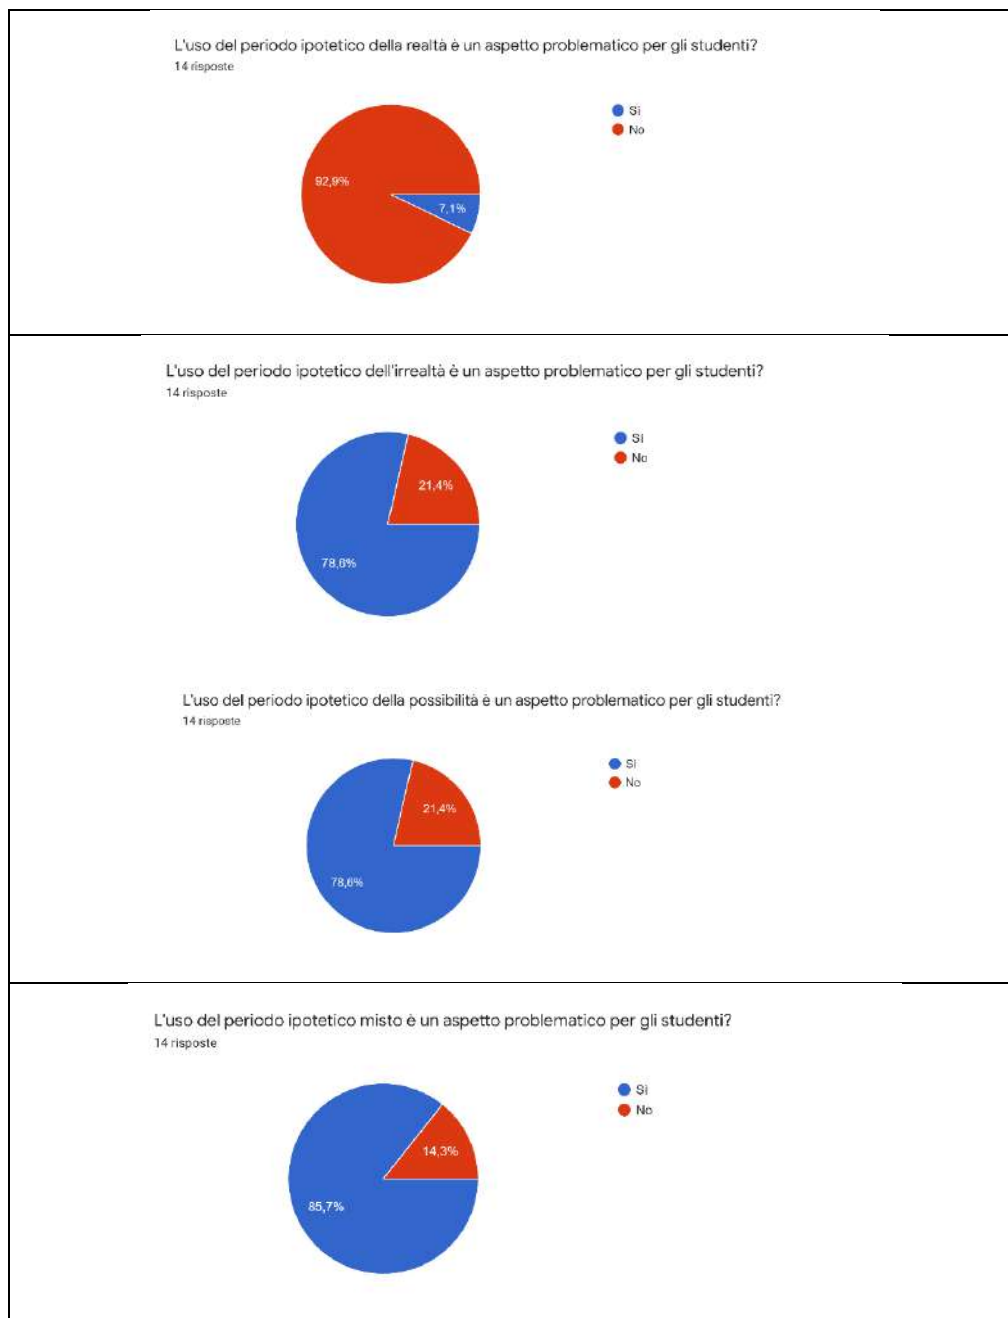 L'uso del periodo ipotetico della realtà è un aspetto problematico per gli studenti?
14 risposte
Sì
No
92,9%
7,1%
L'uso del periodo ipotetico dell'irrealtà è un aspetto problematico per gli studenti?
14 risposte
Sì
No
21,4%
78,6%
L'uso del periodo ipotetico della possibilità è un aspetto problematico per gli studenti?
14 risposte
Sì
No
21,4%
78,6%
L'uso del periodo ipotetico misto è un aspetto problematico per gli studenti?
14 risposte
Sì
No
14,3%
85,7%